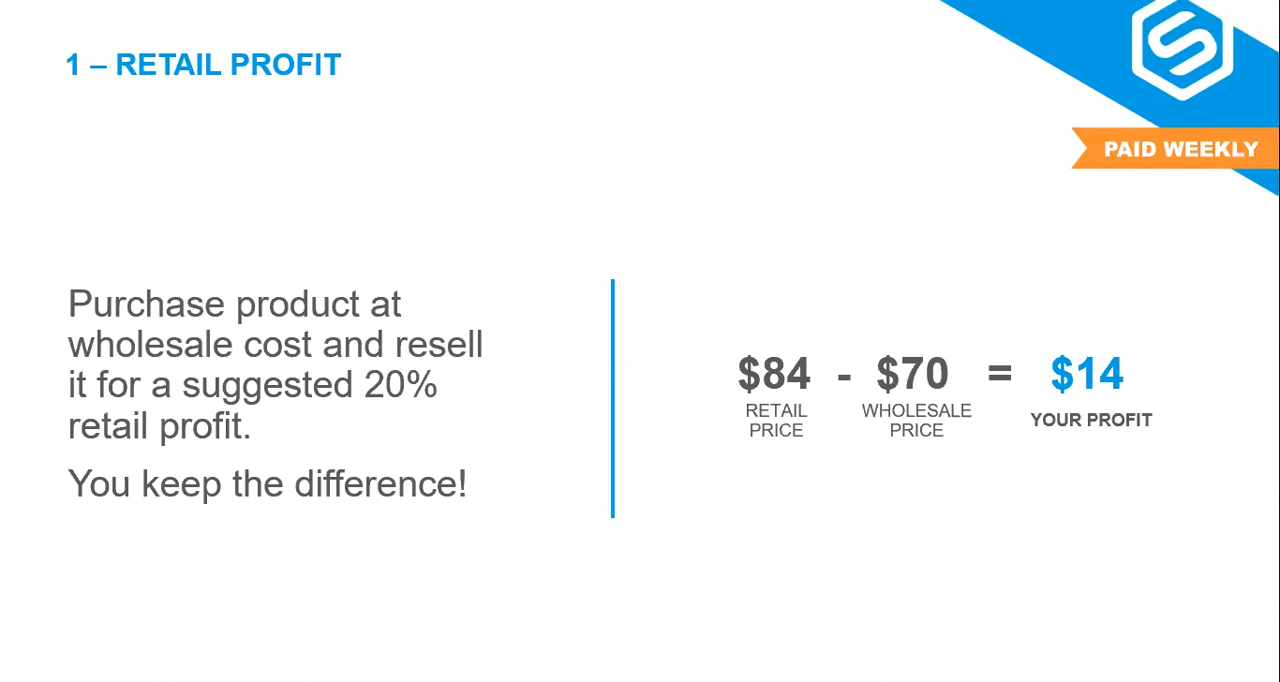 1 – RETAIL PROFIT
PAID WEEKLY
Purchase product at
wholesale cost and resell
it for a suggested 20%
retail profit.
You keep the difference!
$84 - $70 = $14
RETAIL PRICE
WHOLESALE PRICE
YOUR PROFIT